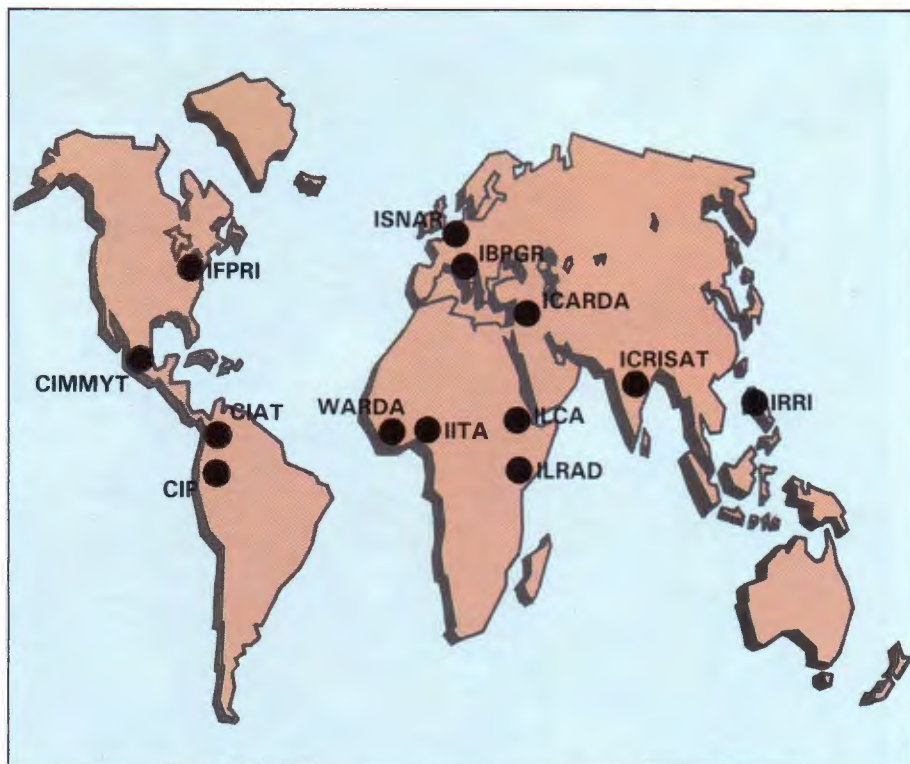 ISNAR
IBPGR
IFPRI
ICARDA
CIMMYT
ICRISAT
CIAT
WARDA
IITA
ILCA
IRRI
CIP
ILRAD